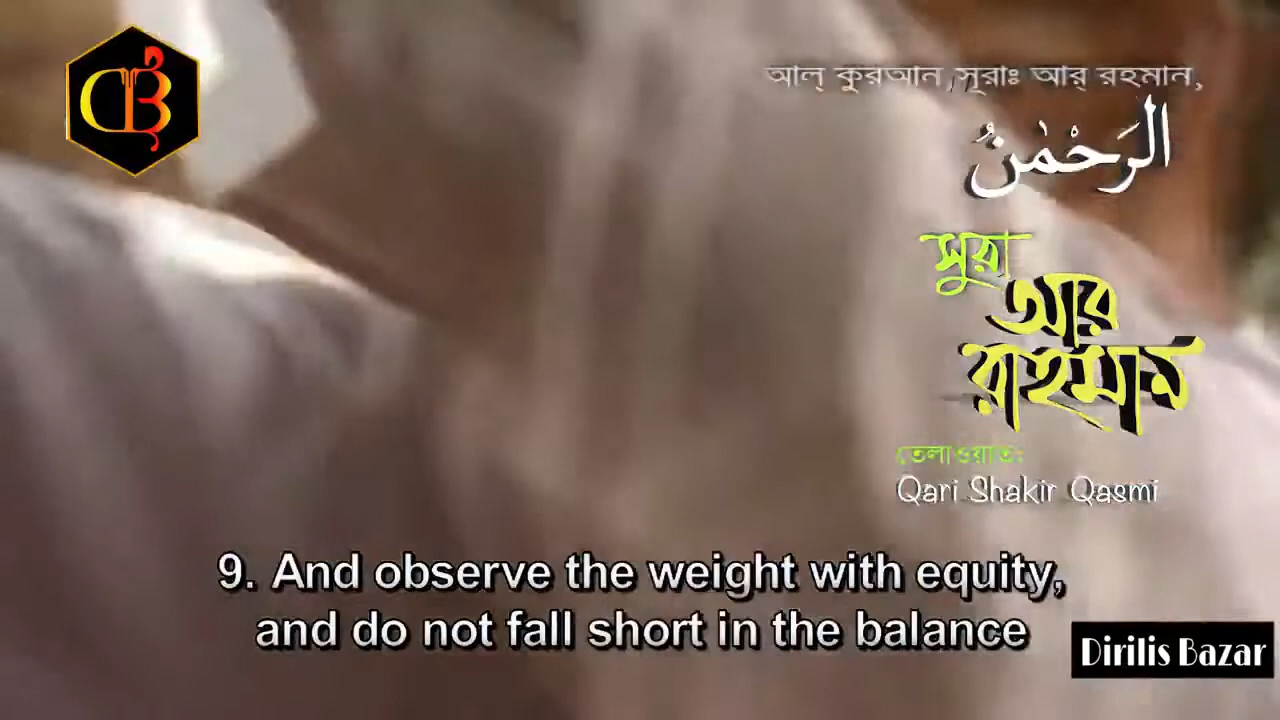 আল্ কুরআন, সূরাঃ আর্ রহমান,
الرَحْمٰنُ
সুরা
আর
রাহমান
তেলাওয়াত:
Qari Shakir Qasmi
9. And observe the weight with equity,
and do not fall short in the balance
Dirilis Bazar